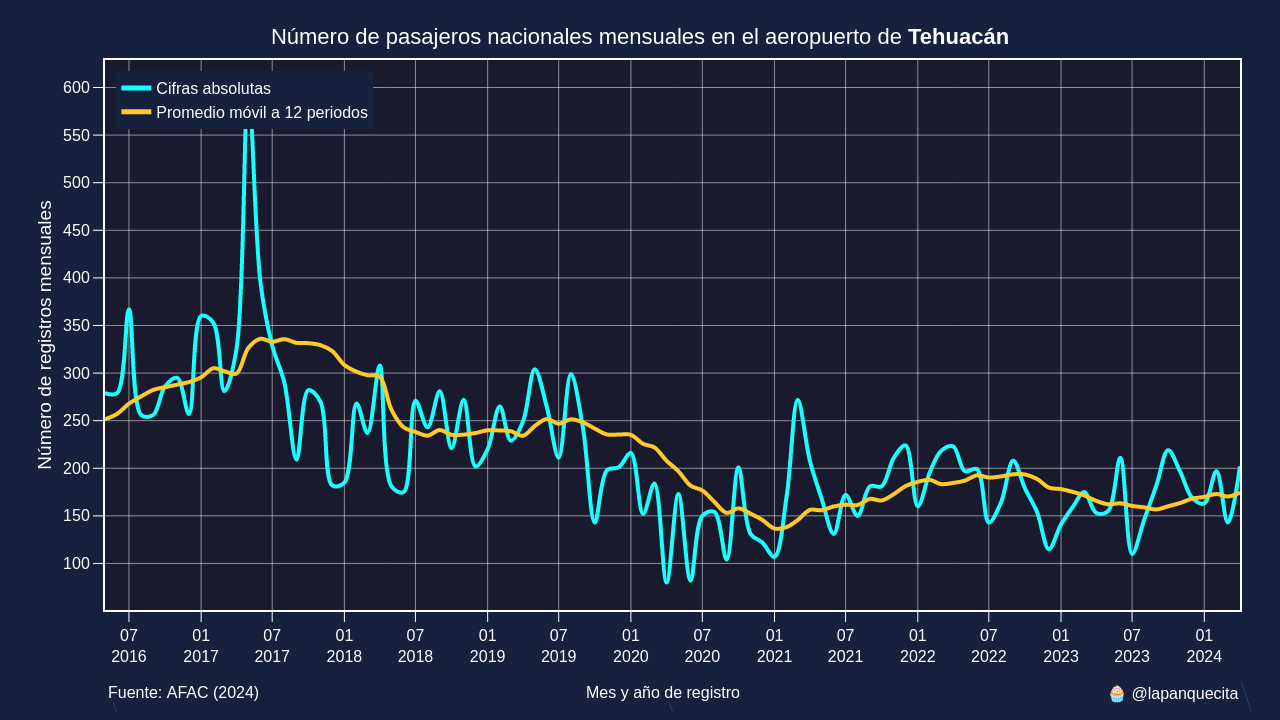 Número de pasajeros nacionales mensuales en el aeropuerto de Tehuacán
Cifras absolutas
Promedio móvil a 12 periodos
Número de registros mensuales
600
550
500
450
400
350
300
250
200
150
100
07 01 07 01 07 01 07 01 07 01 07 01 07 01 07 01
2016 2017 2017 2018 2018 2019 2019 2020 2020 2021 2021 2022 2022 2023 2023 2024
Fuente: AFAC (2024)
Mes y año de registro
🧁 @lapanquecita